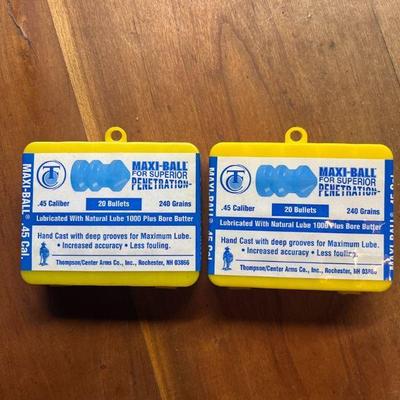 MAXI-BALL® .45 Cal.
TC
MAXI-BALL®
FOR SUPERIOR
PENETRATION™
.45 Caliber 20 Bullets 240 Grains
Lubricated With Natural Lube 1000 Plus Bore Butter
Hand Cast with deep grooves for Maximum Lube.
• Increased accuracy • Less fouling.
Thompson/Center Arms Co., Inc., Rochester, NH 03866
TC
MAXI-BALL®
FOR SUPERIOR
PENETRATION™
.45 Caliber 20 Bullets 240 Grains
Lubricated With Natural Lube 1000 Plus Bore Butter
Hand Cast with deep grooves for Maximum Lube.
• Increased accuracy • Less fouling.
Thompson/Center Arms Co., Inc., Rochester, NH 03866